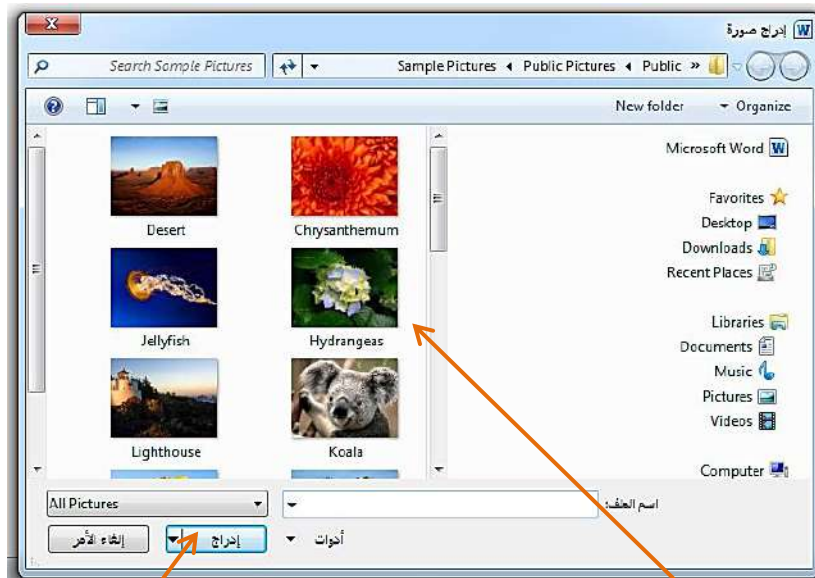 إدراج صورة
Public ◂ Public Pictures ◂ Sample Pictures
Search Sample Pictures
Organize
New folder
Microsoft Word
Favorites
Desktop
Downloads
Recent Places
Libraries
Documents
Music
Pictures
Videos
Computer
Chrysanthemum
Desert
Hydrangeas
Jellyfish
Koala
Lighthouse
اسم الملف:
All Pictures
أدوات
إدراج
إلغاء الأمر